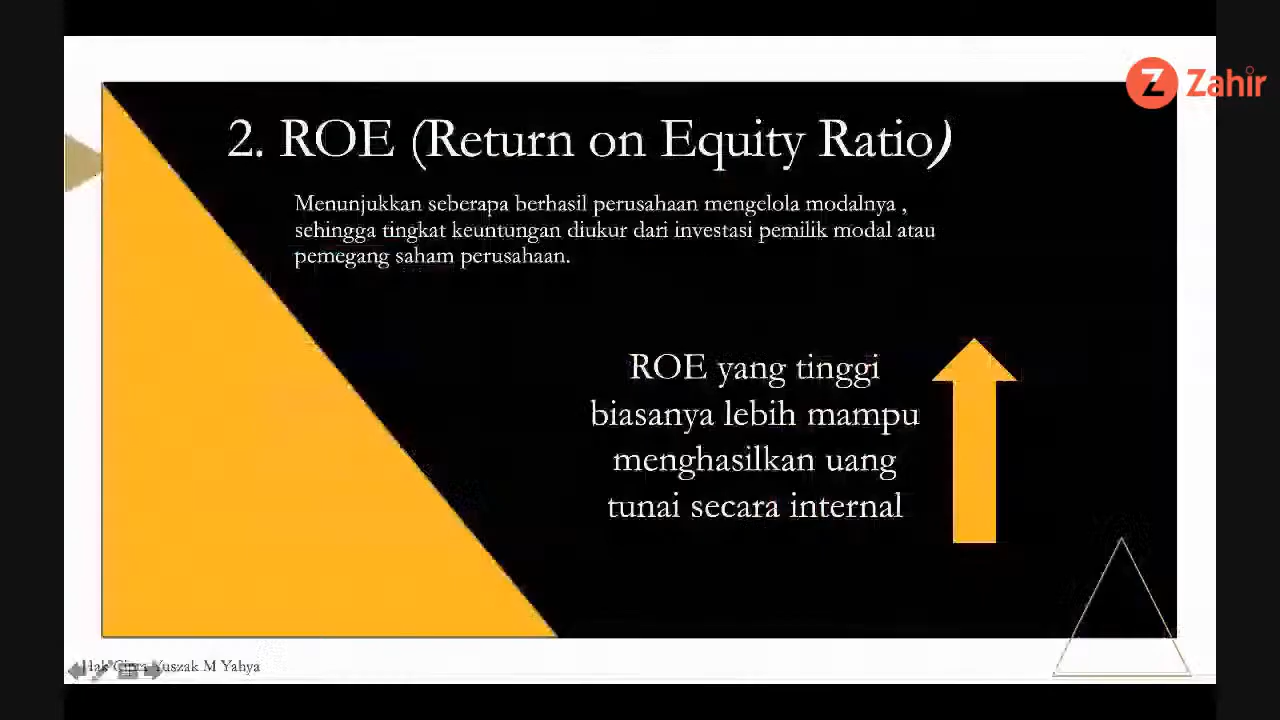 Zahir
2. ROE (Return on Equity Ratio)
Menunjukkan seberapa berhasil perusahaan mengelola modalnya ,
sehingga tingkat keuntungan diukur dari investasi pemilik modal atau
pemegang saham perusahaan.
ROE yang tinggi
biasanya lebih mampu
menghasilkan uang
tunai secara internal
Hak Cipta Yuszak M Yahya